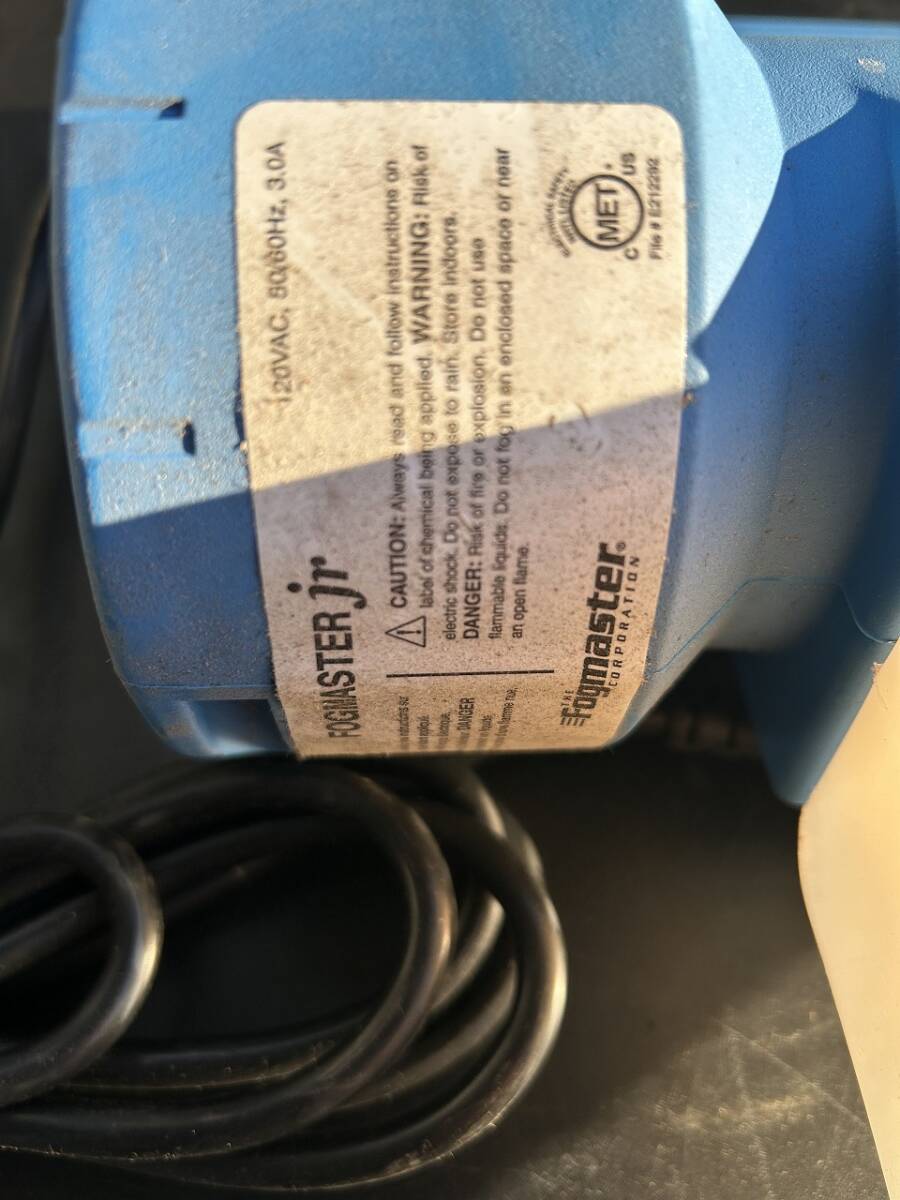 FOGMASTER jr
120VAC, 50/60Hz, 3.0A
CAUTION: Always read and follow instructions on
label of chemical being applied. WARNING: Risk of
electric shock. Do not expose to rain. Store indoors.
DANGER: Risk of fire or explosion. Do not use
flammable liquids. Do not fog in an enclosed space or near
an open flame.
DANGER
THE
Fogmaster®
CORPORATION
MET
C US
File # E212292